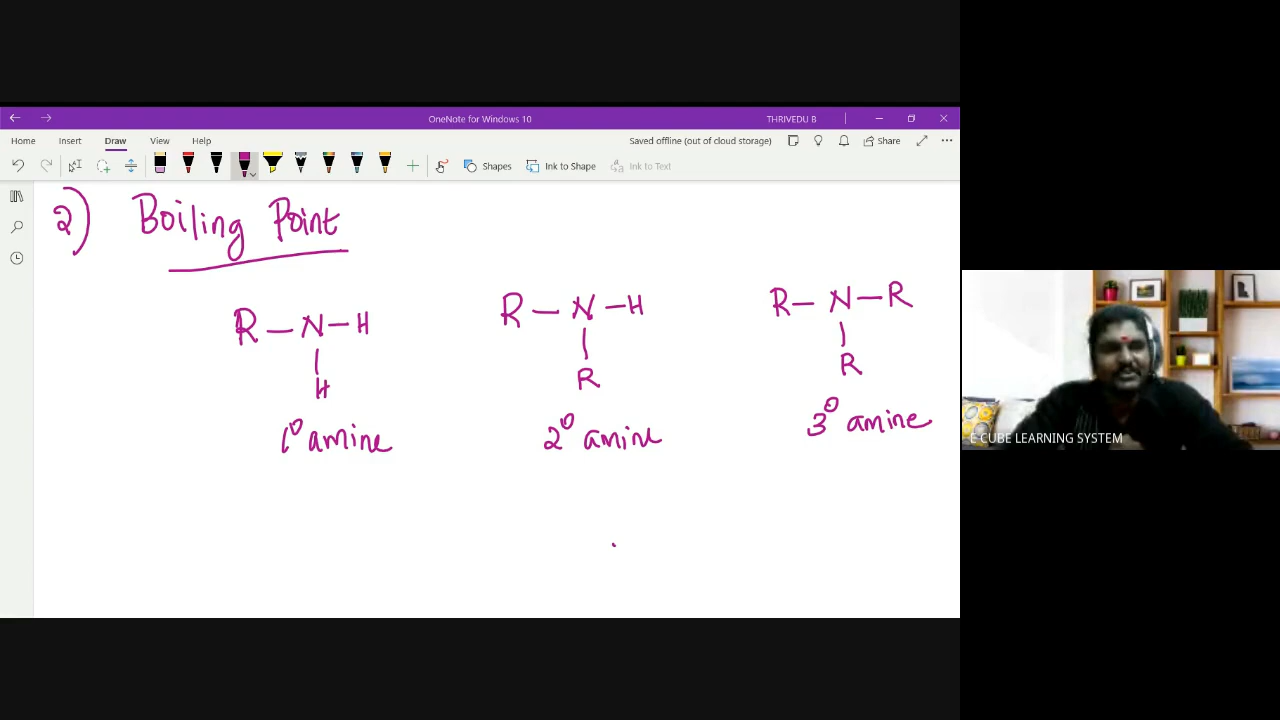 OneNote for Windows 10
THRIVEDU B
Home Insert Draw View Help
Saved offline (out of cloud storage)
Share
Shapes
Ink to Shape
Ink to Text
2) Boiling Point
R — N — H
H
1° amine
R — N — H
R
2° amine
R — N — R
R
3° amine
E CUBE LEARNING SYSTEM